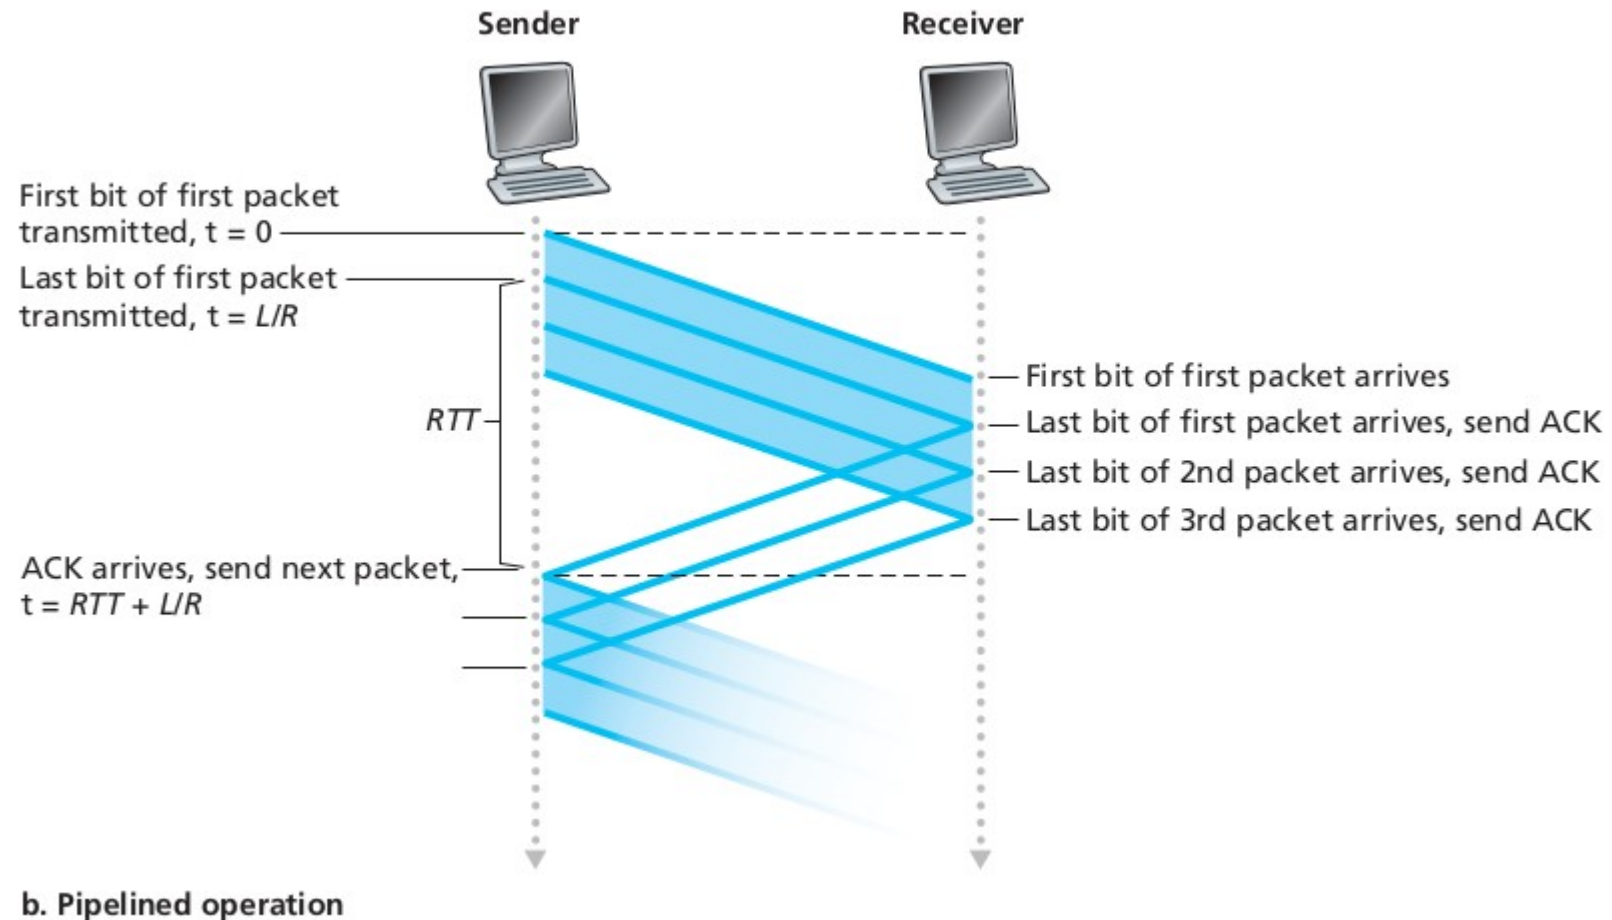 Sender
Receiver
First bit of first packet
transmitted, t = 0
Last bit of first packet
transmitted, t = L/R
First bit of first packet arrives
RTT
Last bit of first packet arrives, send ACK
Last bit of 2nd packet arrives, send ACK
Last bit of 3rd packet arrives, send ACK
ACK arrives, send next packet,
t = RTT + L/R
b. Pipelined operation